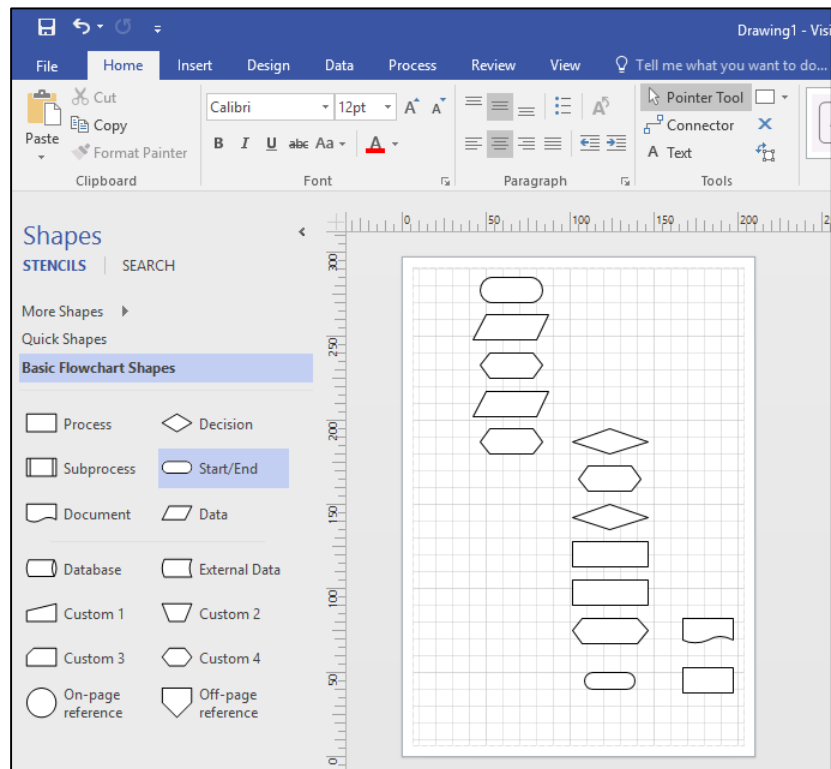 Drawing1 - Visi
File Home Insert Design Data Process Review View Tell me what you want to do...
Cut
Copy
Format Painter
Paste
Clipboard
Calibri 12pt A A
B I U abc Aa A
Font
Paragraph
A
Pointer Tool
Connector
A Text
Tools
Shapes
STENCILS SEARCH
More Shapes
Quick Shapes
Basic Flowchart Shapes
Process Decision
Subprocess Start/End
Document Data
Database External Data
Custom 1 Custom 2
Custom 3 Custom 4
On-page reference
Off-page reference
0 50 100 150 200 2
300
250
200
150
100
50
0